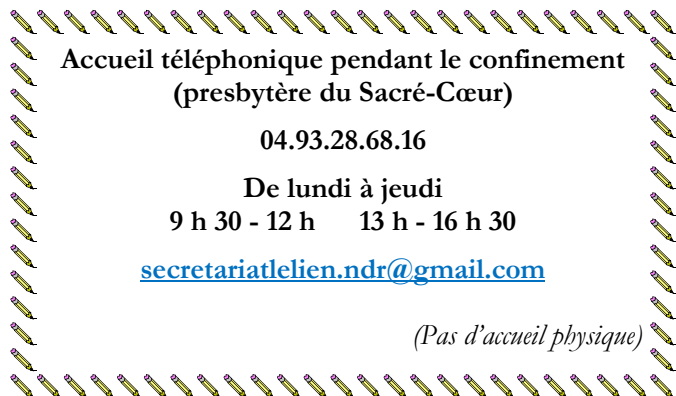 Accueil téléphonique pendant le confinement
(presbytère du Sacré-Cœur)
04.93.28.68.16
De lundi à jeudi
9 h 30 - 12 h 13 h - 16 h 30
secretariatlelien.ndr@gmail.com
(Pas d’accueil physique)